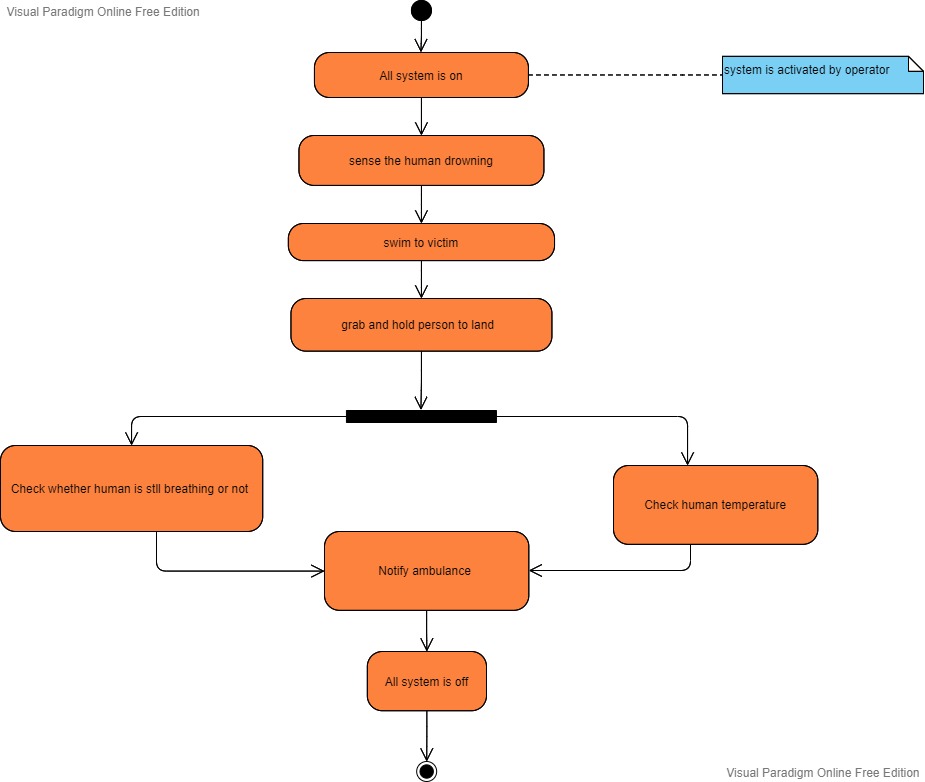 Visual Paradigm Online Free Edition
All system is on
system is activated by operator
sense the human drowning
swim to victim
grab and hold person to land
Check whether human is stll breathing or not
Check human temperature
Notify ambulance
All system is off
Visual Paradigm Online Free Edition